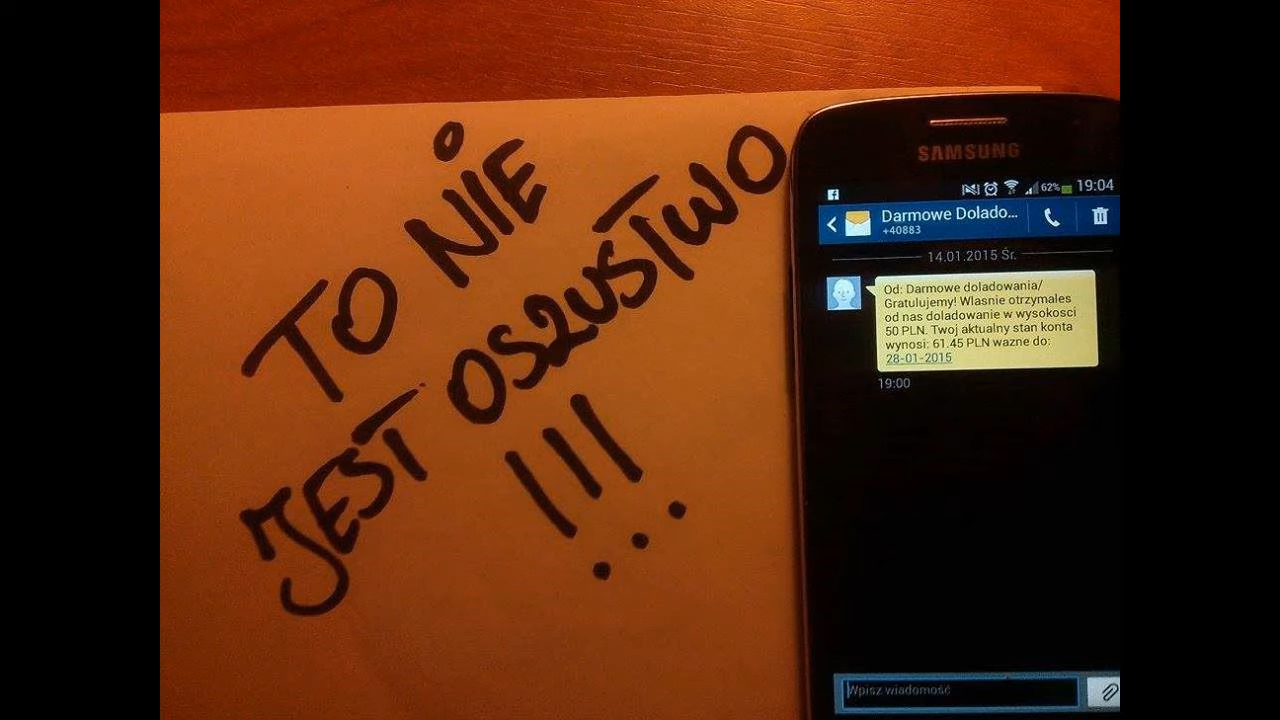 TO NIE
JEST OSZUSTWO
!!!
SAMSUNG
62% 19:04
Darmowe Dolado...
+40883
14.01.2015 Śr.
Od: Darmowe doladowania/
Gratulujemy! Wlasnie otrzymales
od nas doladowanie w wysokosci
50 PLN. Twoj aktualny stan konta
wynosi: 61.45 PLN wazne do:
28-01-2015
19:00
Wpisz wiadomość